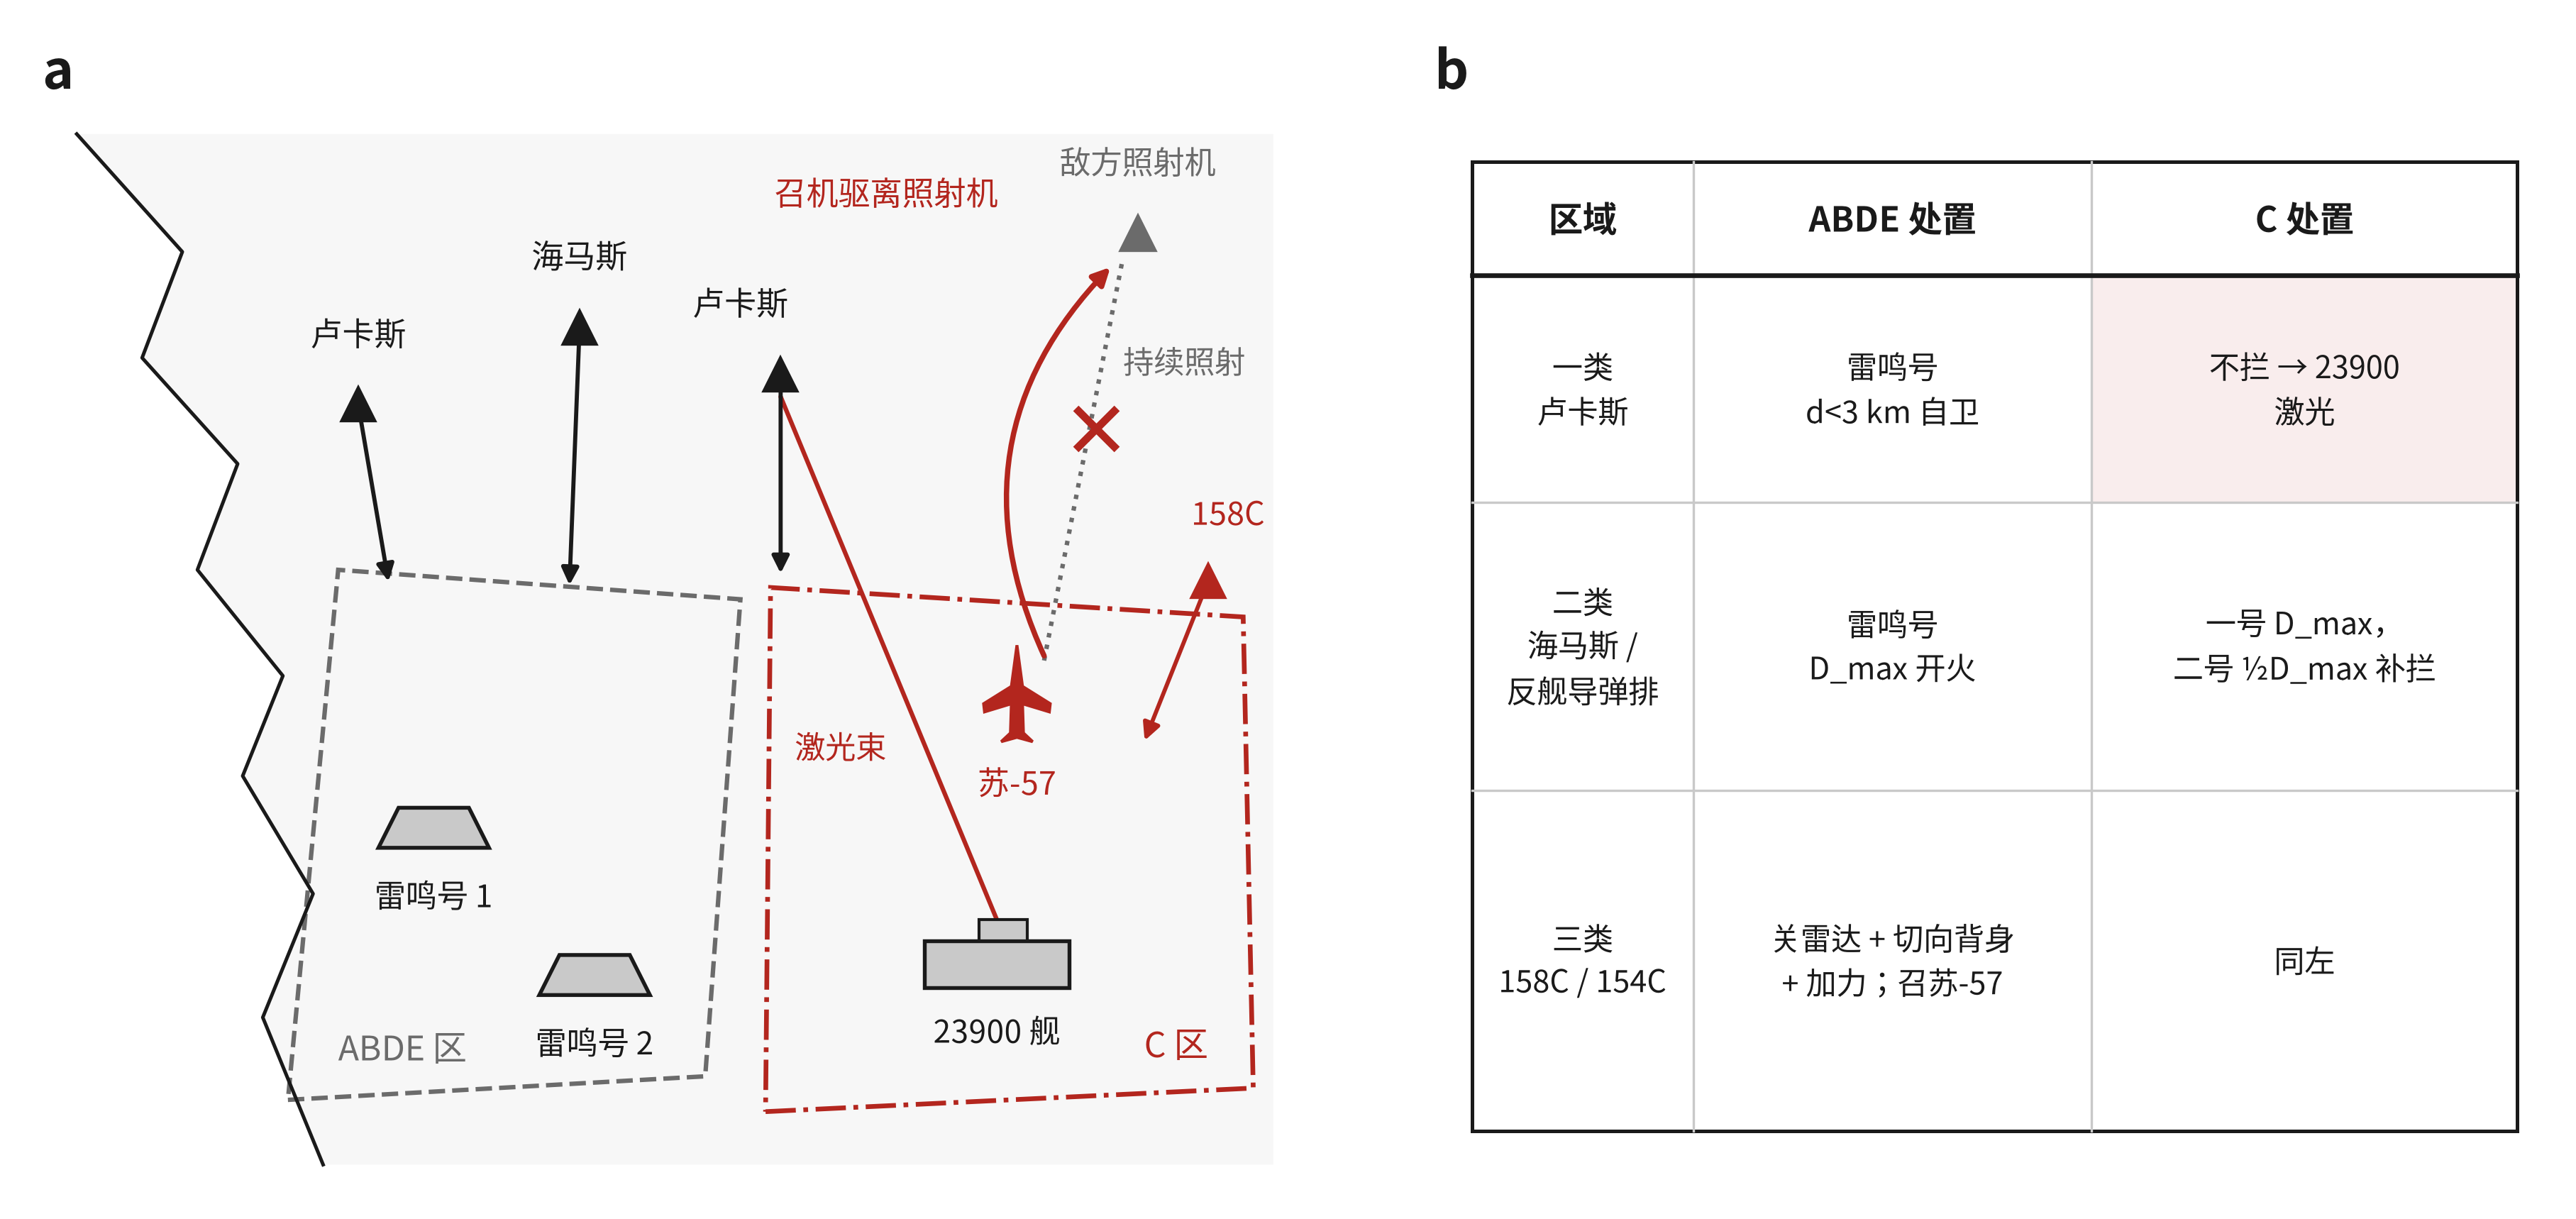 a
敌方照射机
召机驱离照射机
海马斯
卢卡斯
卢卡斯
持续照射
158C
激光束
苏-57
雷鸣号 1
23900 舰
ABDE 区
雷鸣号 2
C 区
b
区域
ABDE 处置
C 处置
一类
卢卡斯
雷鸣号
d<3 km 自卫
不拦 → 23900
激光
二类
海马斯 /
反舰导弹排
雷鸣号
D_max 开火
一号 D_max，
二号 ½D_max 补拦
三类
158C / 154C
关雷达 + 切向背身
+ 加力；召苏-57
同左